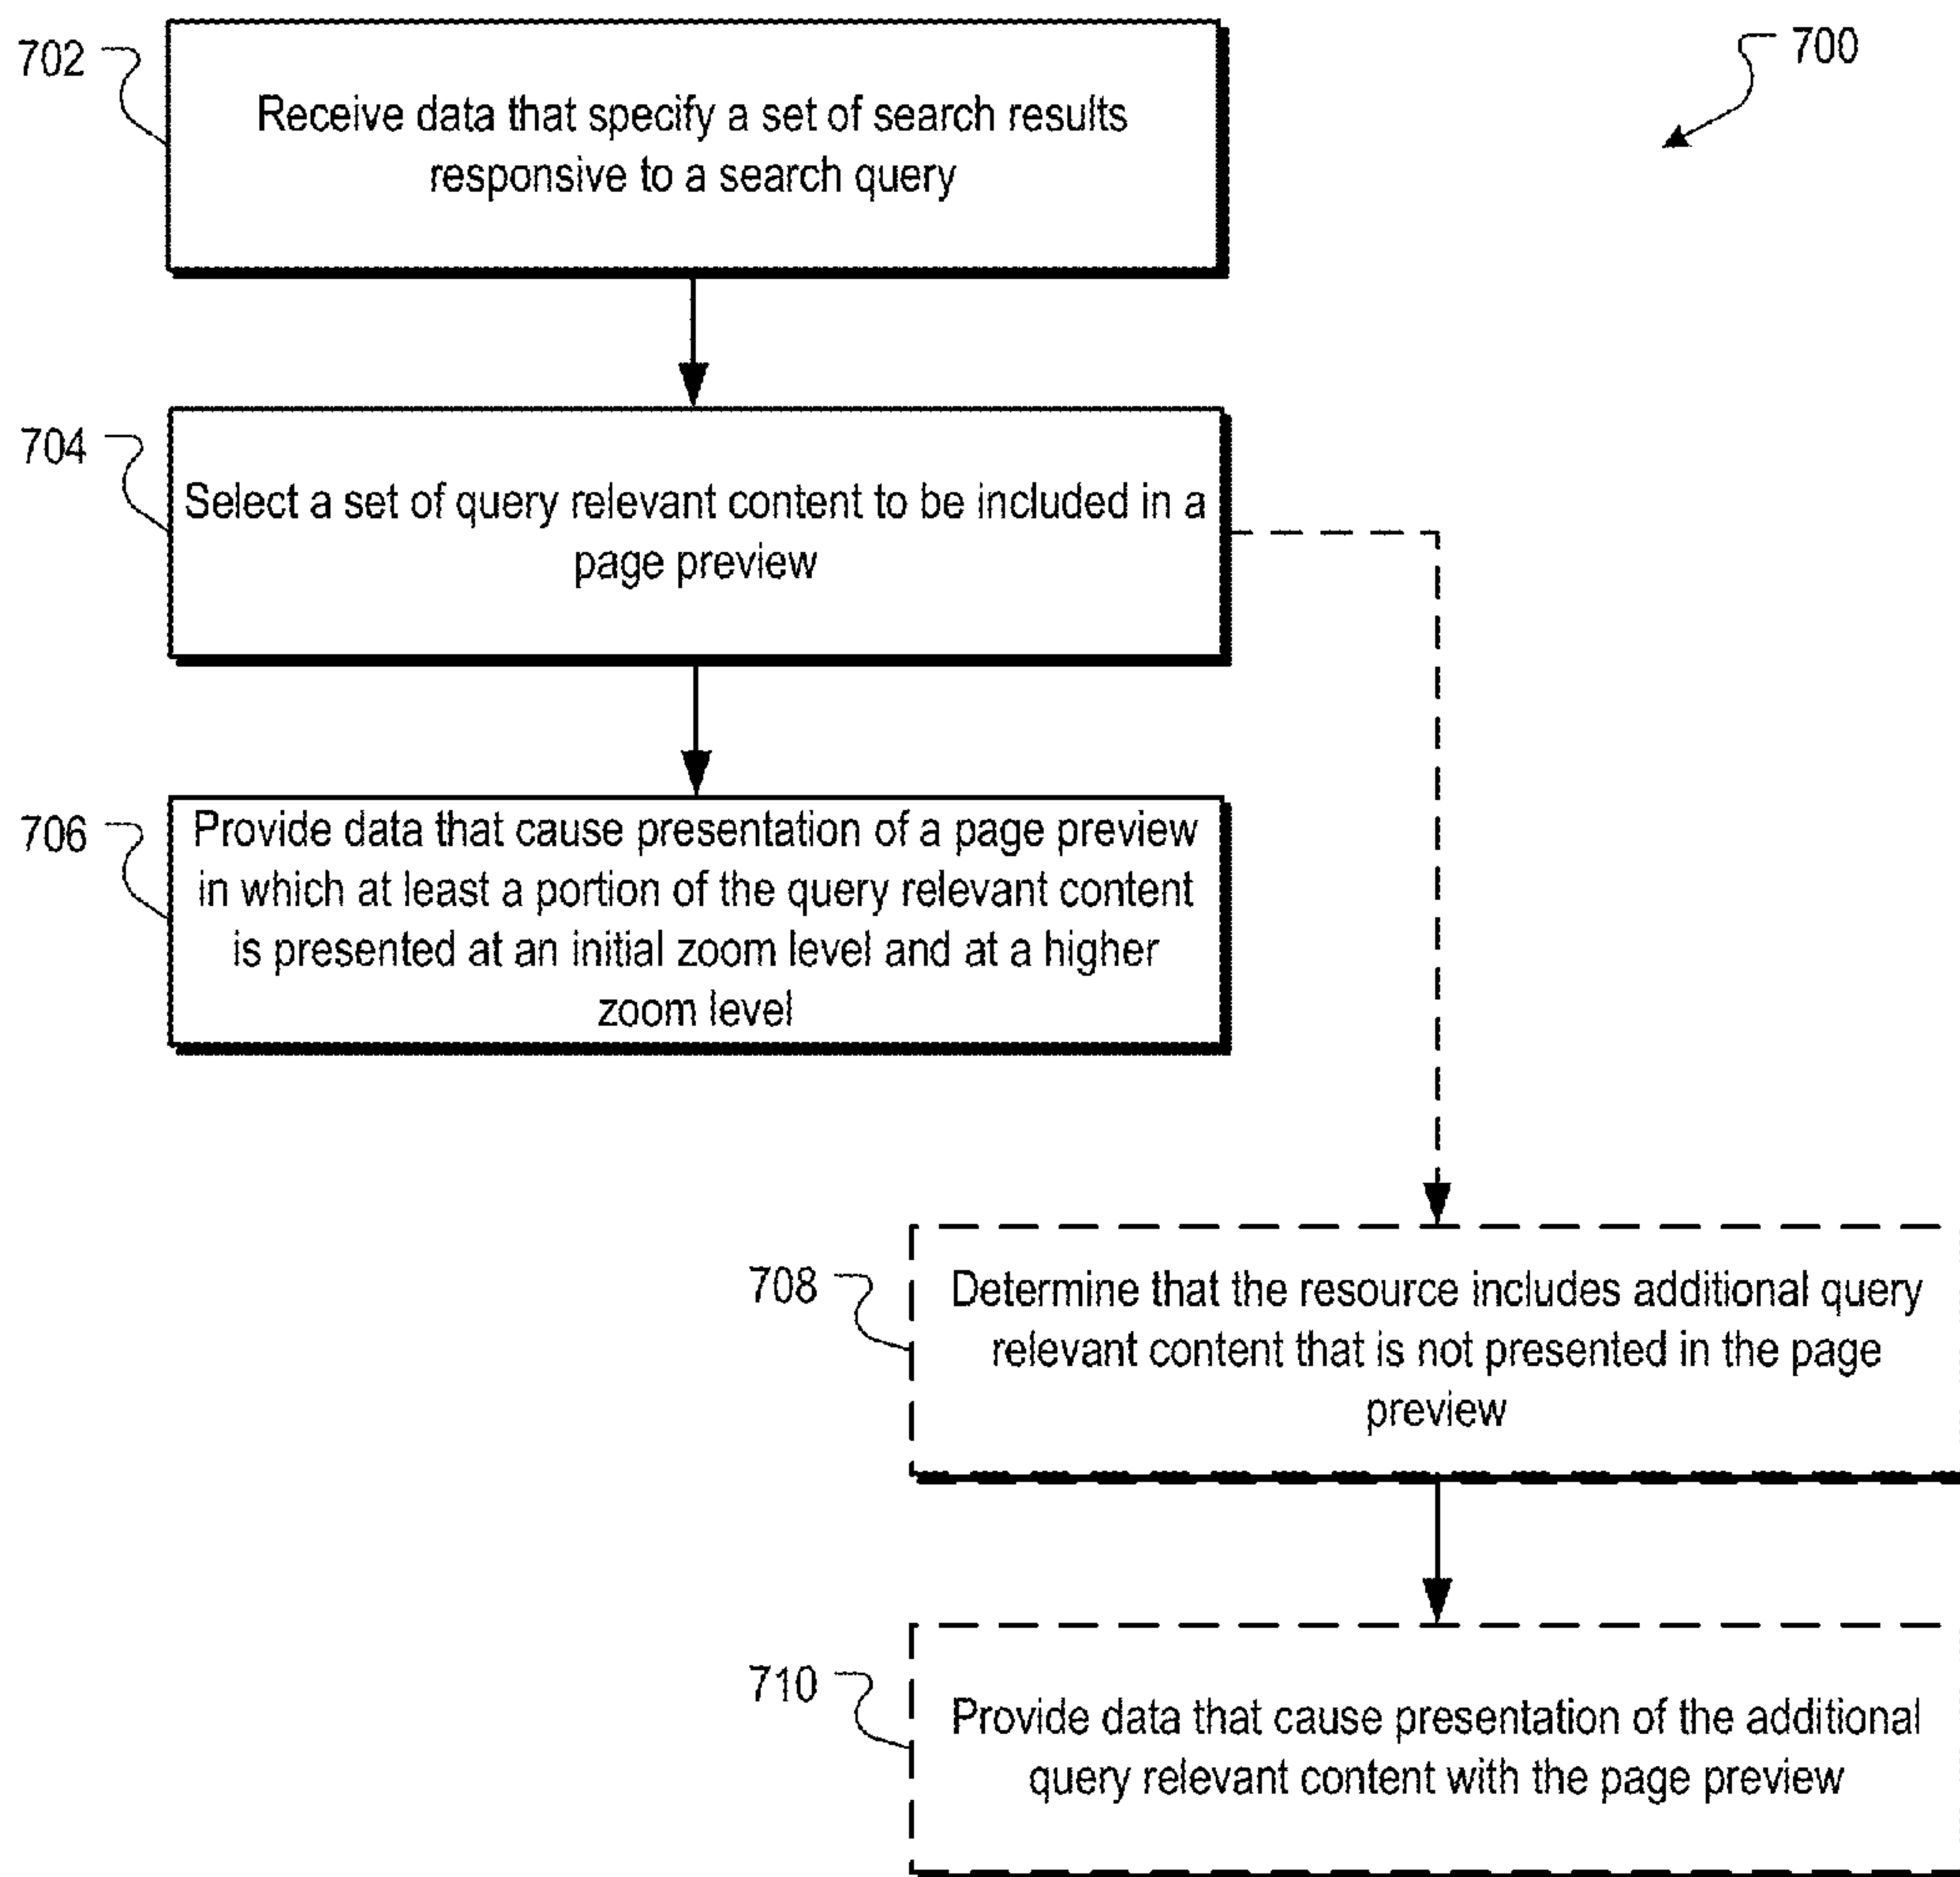 702
700
Receive data that specify a set of search results
responsive to a search query
704
Select a set of query relevant content to be included in a
page preview
706
Provide data that cause presentation of a page preview
in which at least a portion of the query relevant content
is presented at an initial zoom level and at a higher
zoom level
708
Determine that the resource includes additional query
relevant content that is not presented in the page
preview
710
Provide data that cause presentation of the additional
query relevant content with the page preview